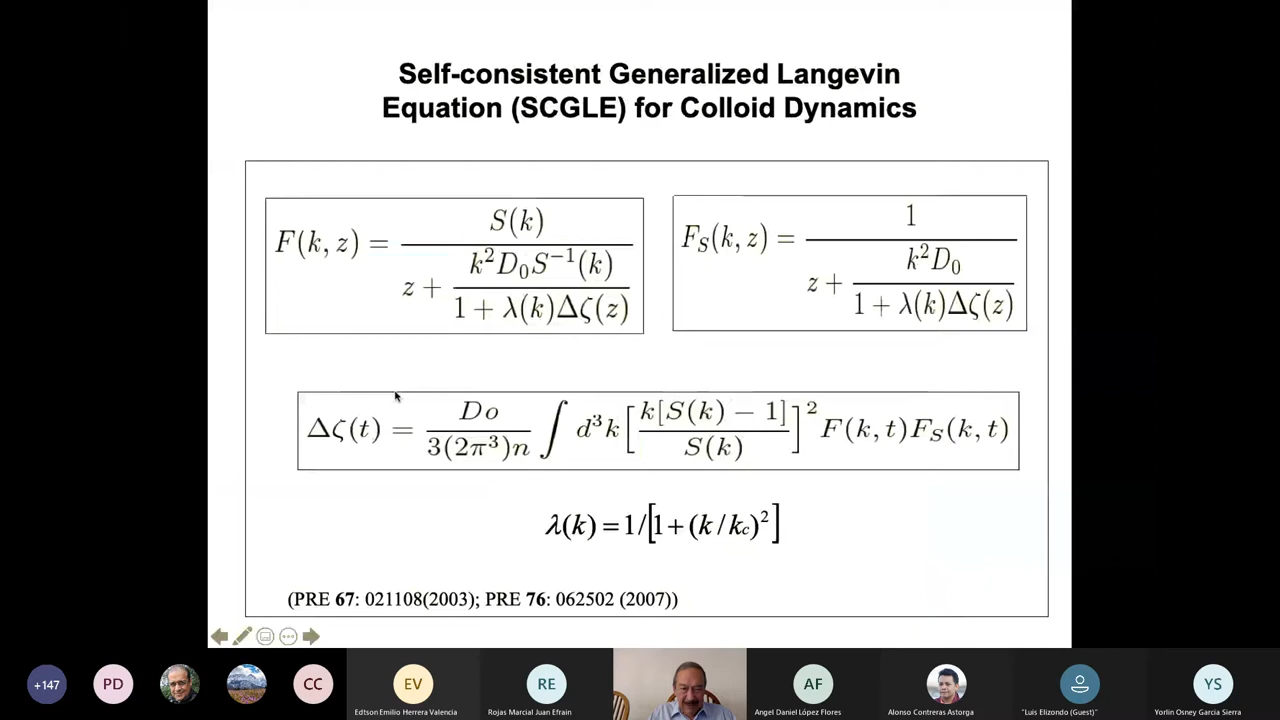 Self-consistent Generalized Langevin
Equation (SCGLE) for Colloid Dynamics
F(k, z) = S(k) / (z + k²D₀S⁻¹(k) / (1 + λ(k)Δζ(z)))
F_S(k, z) = 1 / (z + k²D₀ / (1 + λ(k)Δζ(z)))
Δζ(t) = Do / (3(2π³)n) ∫ d³k [k[S(k) − 1] / S(k)]² F(k, t)F_S(k, t)
λ(k) = 1/[1 + (k/k_c)²]
(PRE 67: 021108(2003); PRE 76: 062502 (2007))
+147
PD
CC
EV
RE
AF
YS
Edtson Emilio Herrera Valencia
Rojas Marcial Juan Efrain
Angel Daniel López Flores
Alonso Contreras Astorga
"Luis Elizondo (Guest)"
Yorlin Osney Garcia Sierra